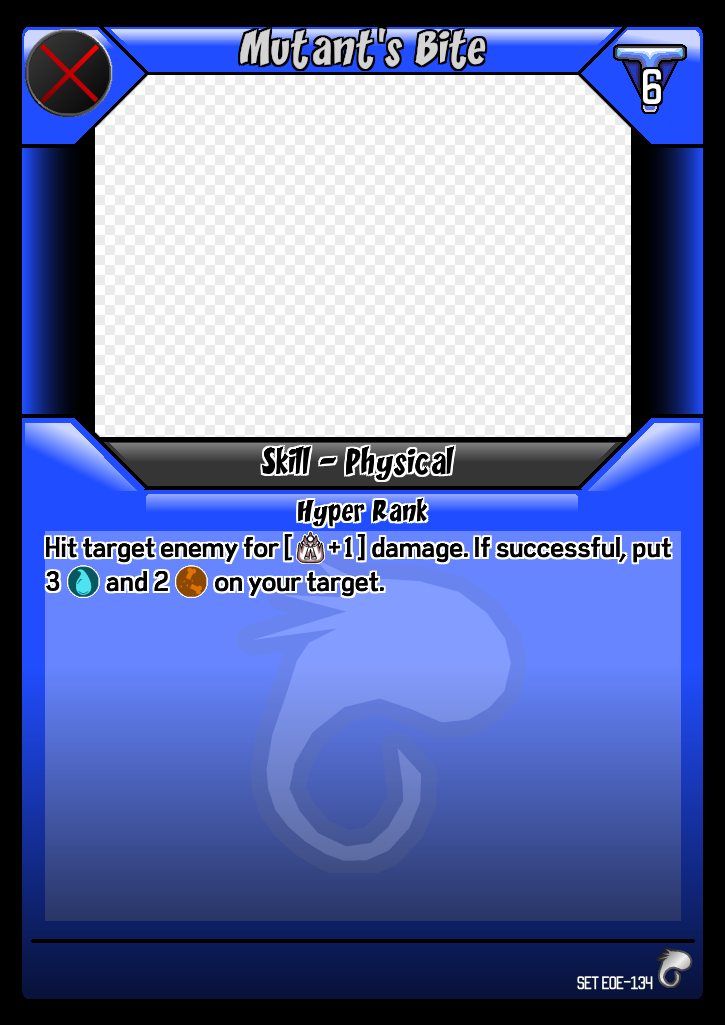 Mutant's Bite
6
Skill - Physical
Hyper Rank
Hit target enemy for [ +1] damage. If successful, put
3 and 2 on your target.
SET EOE-134